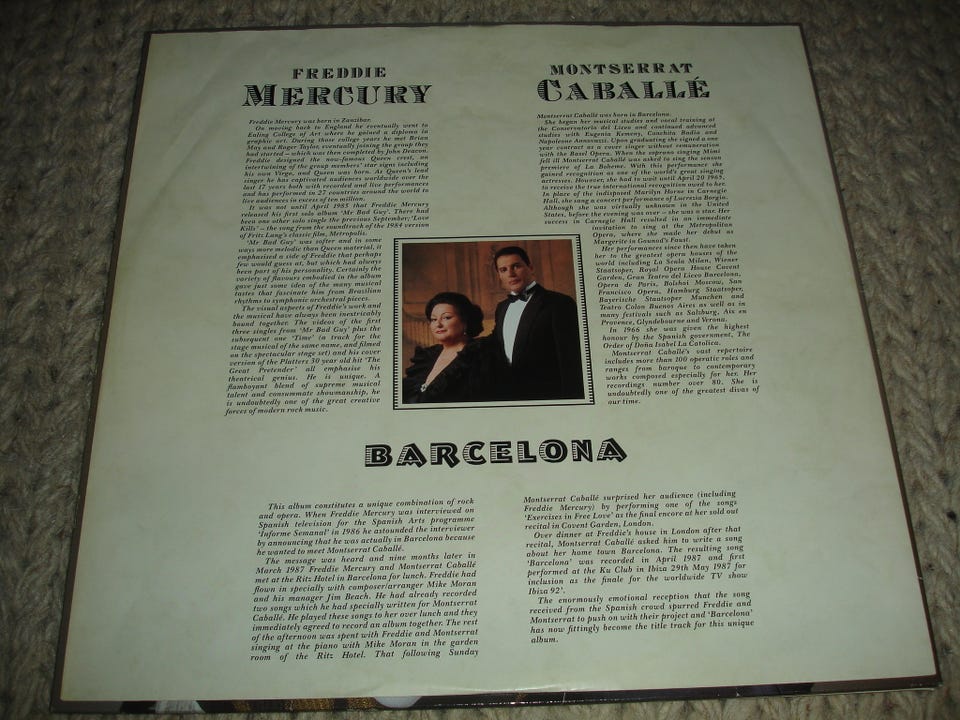 FREDDIE
MERCURY
Freddie Mercury was born in Zanzibar.
On moving back to England he eventually went to
Ealing College of Art where he gained a diploma in
graphic art. During those college years he met Brian
May and Roger Taylor, eventually joining the group they
had started – which was then completed by John Deacon.
Freddie designed the now-famous Queen crest, an
intertwining of the group members' star signs including
his own Virgo, and Queen was born. As Queen's lead
singer he has captivated audiences worldwide over the
last 17 years both with recorded and live performances
and has performed in 27 countries around the world to
live audiences in excess of ten million.
It was not until April 1985 that Freddie Mercury
released his first solo album 'Mr Bad Guy'. There had
been one other solo single the previous September; 'Love
Kills' – the song from the soundtrack of the 1984 version
of Fritz Lang's classic film, Metropolis.
'Mr Bad Guy' was softer and in some
ways more melodic than Queen material, it
emphasised a side of Freddie that perhaps
few would guess at, but which had always
been part of his personality. Certainly the
variety of flavours embodied in the album
gave just some idea of the many musical
tastes that fascinate him from Brazilian
rhythms to symphonic orchestral pieces.
The visual aspects of Freddie's work and
the musical have always been inextricably
bound together. The videos of the first
three singles from 'Mr Bad Guy' plus the
subsequent one 'Time' (a track for the
stage musical of the same name, and filmed
on the spectacular stage set) and his cover
version of the Platters 30 year old hit 'The
Great Pretender' all emphasise his
theatrical genius. He is unique. A
flamboyant blend of supreme musical
talent and consummate showmanship, he
is undoubtedly one of the great creative
forces of modern rock music.
MONTSERRAT
CABALLÉ
Montserrat Caballé was born in Barcelona.
She began her musical studies and vocal training at
the Conservatorio del Liceo and continued advanced
studies with Eugenia Kemeny, Conchita Badia and
Napoleone Annovazzi. Upon graduating she signed a one
year contract as a cover singer without remuneration
with the Basel Opera. When the soprano singing Mimi
fell ill Montserrat Caballé was asked to sing the season
premiere of La Boheme. With this performance she
gained recognition as one of the world's great singing
actresses. However, she had to wait until April 20 1965,
to receive the true international recognition owed to her.
In place of the indisposed Marilyn Horne in Carnegie
Hall, she sang a concert performance of Lucrezia Borgia.
Although she was virtually unknown in the United
States, before the evening was over – she was a star. Her
success in Carnegie Hall resulted in an immediate
invitation to sing at the Metropolitan
Opera, where she made her debut as
Margerite in Gounod's Faust.
Her performances since then have taken
her to the greatest opera houses of the
world including La Scala Milan, Wiener
Staatsoper, Royal Opera House Covent
Garden, Gran Teatro del Liceo Barcelona,
Opera de Paris, Bolshoi Moscow, San
Francisco Opera, Hamburg Staatsoper,
Bayerische Staatsoper Munchen and
Teatro Colon Buenos Aires as well as in
many festivals such as Salzburg, Aix en
Provence, Glyndebourne and Verona.
In 1966 she was given the highest
honour by the Spanish government, The
Order of Doña Isabel La Catolica.
Montserrat Caballé's vast repertoire
includes more than 100 operatic roles and
ranges from baroque to contemporary
works composed especially for her. Her
recordings number over 80. She is
undoubtedly one of the greatest divas of
our time.
BARCELONA
This album constitutes a unique combination of rock
and opera. When Freddie Mercury was interviewed on
Spanish television for the Spanish Arts programme
'Informe Semanal' in 1986 he astounded the interviewer
by announcing that he was actually in Barcelona because
he wanted to meet Montserrat Caballé.
The message was heard and nine months later in
March 1987 Freddie Mercury and Montserrat Caballé
met at the Ritz Hotel in Barcelona for lunch. Freddie had
flown in specially with composer/arranger Mike Moran
and his manager Jim Beach. He had already recorded
two songs which he had specially written for Montserrat
Caballé. He played these songs to her over lunch and they
immediately agreed to record an album together. The rest
of the afternoon was spent with Freddie and Montserrat
singing at the piano with Mike Moran in the garden
room of the Ritz Hotel. That following Sunday
Montserrat Caballé surprised her audience (including
Freddie Mercury) by performing one of the songs
'Exercises in Free Love' as the final encore at her sold out
recital in Covent Garden, London.
Over dinner at Freddie's house in London after that
recital, Montserrat Caballé asked him to write a song
about her home town Barcelona. The resulting song
'Barcelona' was recorded in April 1987 and first
performed at the Ku Club in Ibiza 29th May 1987 for
inclusion as the finale for the worldwide TV show
Ibiza 92'.
The enormously emotional reception that the song
received from the Spanish crowd spurred Freddie and
Montserrat to push on with their project and 'Barcelona'
has now fittingly become the title track for this unique
album.